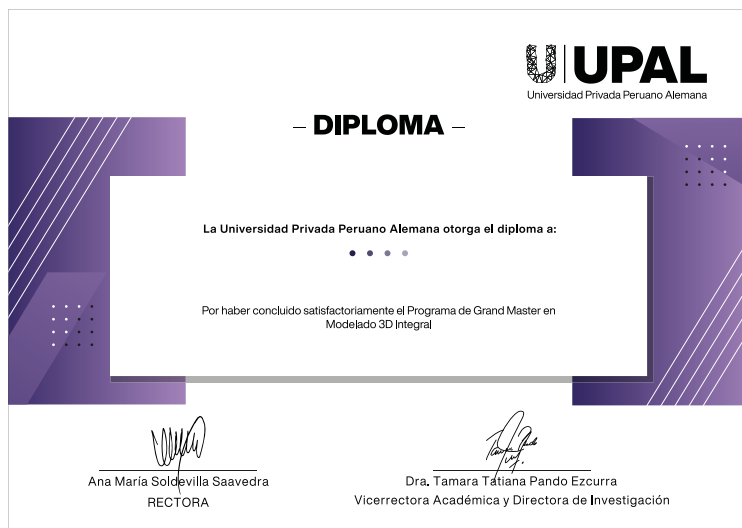 UPAL
Universidad Privada Peruano Alemana
– DIPLOMA –
La Universidad Privada Peruano Alemana otorga el diploma a:
Por haber concluido satisfactoriamente el Programa de Grand Master en
Modelado 3D Integral
Ana María Soldevilla Saavedra
RECTORA
Dra. Tamara Tatiana Pando Ezcurra
Vicerrectora Académica y Directora de Investigación